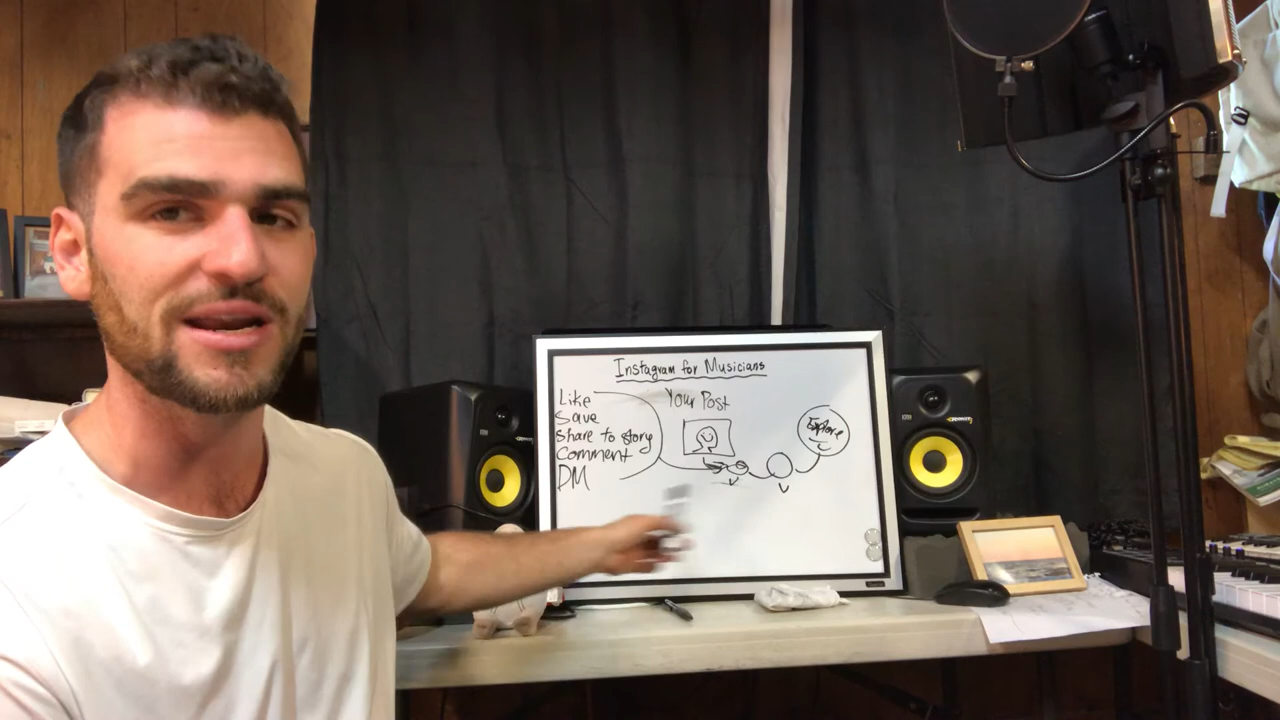 Instagram for Musicians
Like
Save
Share to story
Comment
DM
Your Post
Explore